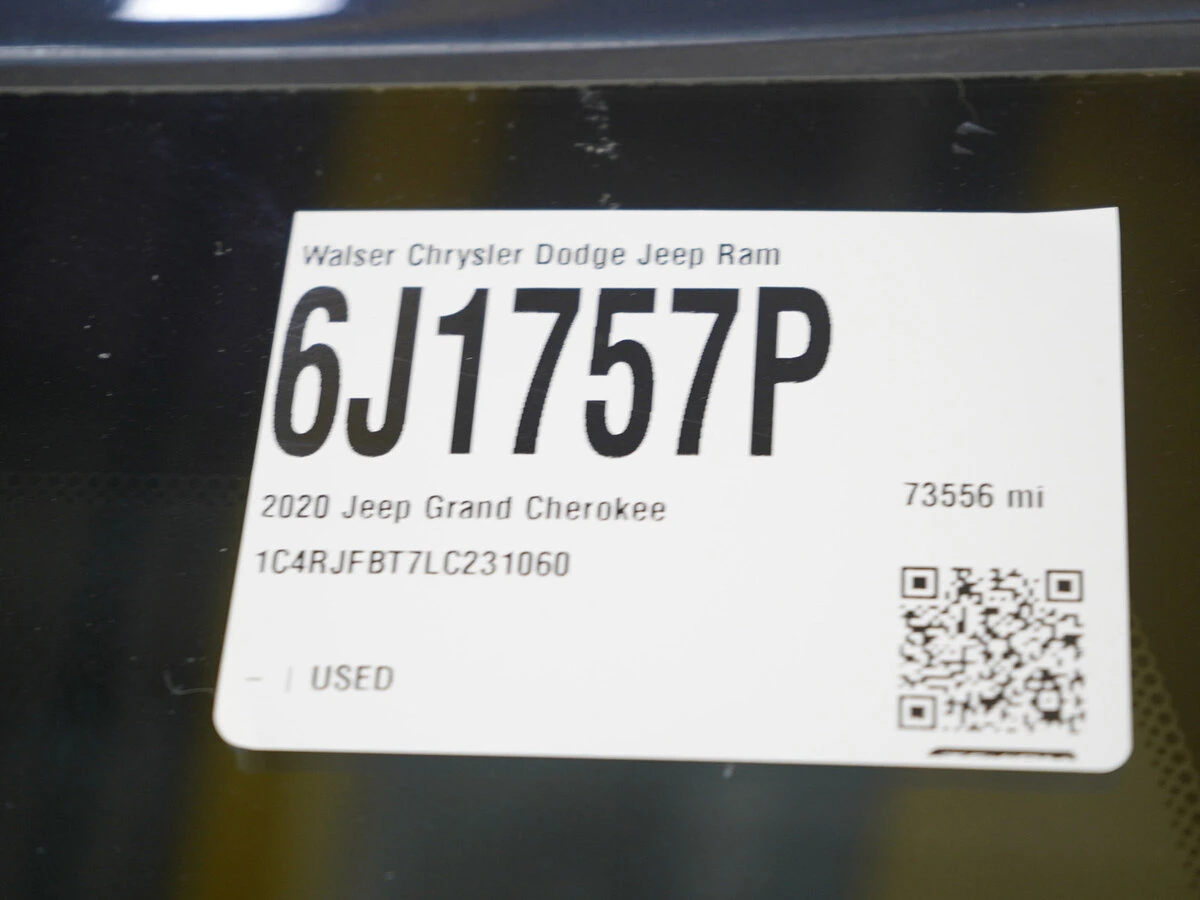 Walser Chrysler Dodge Jeep Ram
6J1757P
2020 Jeep Grand Cherokee
73556 mi
1C4RJFBT7LC231060
– | USED